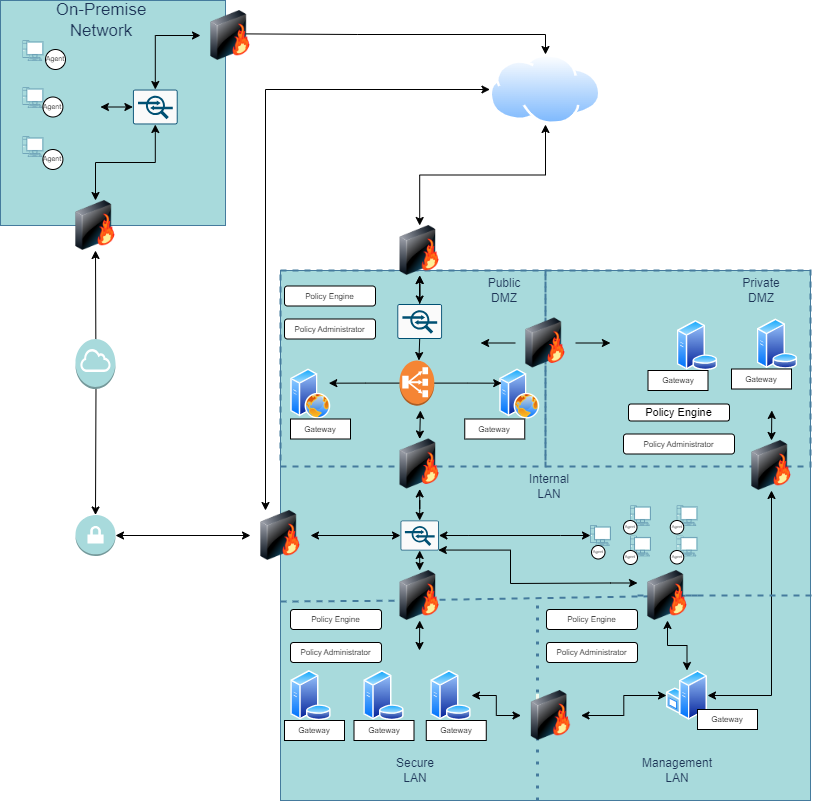 On-Premise
Network
Agent
Agent
Agent
Public
DMZ
Private
DMZ
Policy Engine
Policy Administrator
Gateway
Gateway
Gateway
Gateway
Policy Engine
Policy Administrator
Internal
LAN
Agent
Agent
Agent
Agent
Agent
Policy Engine
Policy Administrator
Policy Engine
Policy Administrator
Gateway
Gateway
Gateway
Gateway
Secure
LAN
Management
LAN